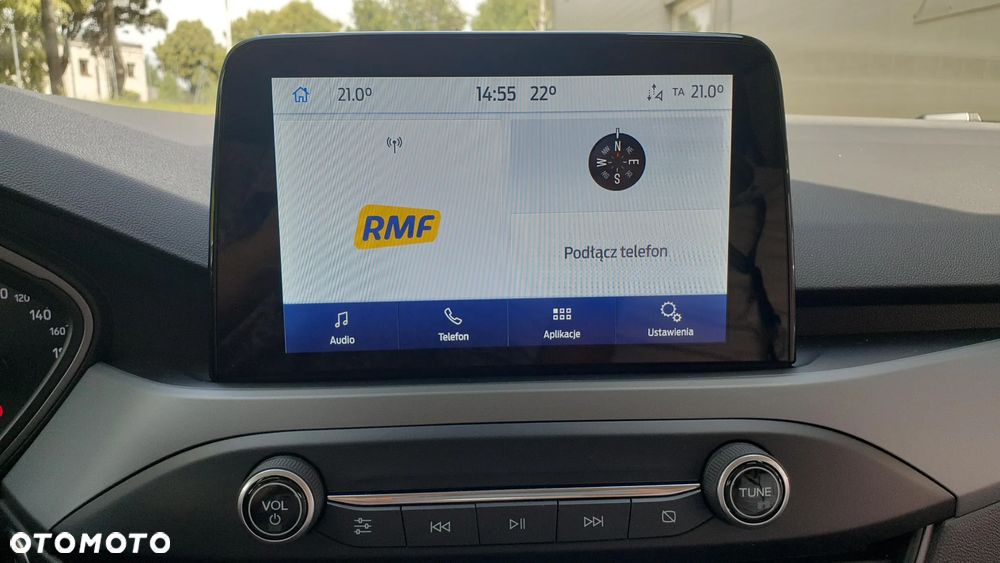 21.0° 14:55 22° TA 21.0°
RMF
N
W E
S
Podłącz telefon
Audio Telefon Aplikacje Ustawienia
120
140
160
VOL
TUNE
OTOMOTO